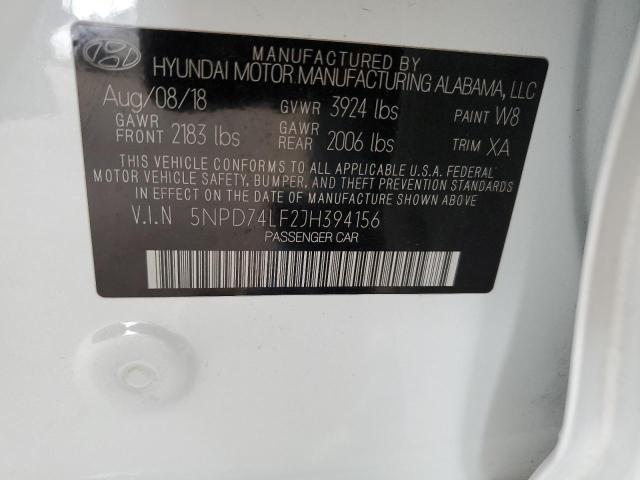 MANUFACTURED BY
HYUNDAI MOTOR MANUFACTURING ALABAMA, LLC
Aug/08/18 GVWR 3924 lbs PAINT W8
GAWR FRONT 2183 lbs GAWR REAR 2006 lbs TRIM XA
THIS VEHICLE CONFORMS TO ALL APPLICABLE U.S.A. FEDERAL
MOTOR VEHICLE SAFETY, BUMPER, AND THEFT PREVENTION STANDARDS
IN EFFECT ON THE DATE OF MANUFACTURE SHOWN ABOVE
V.I.N 5NPD74LF2JH394156
PASSENGER CAR